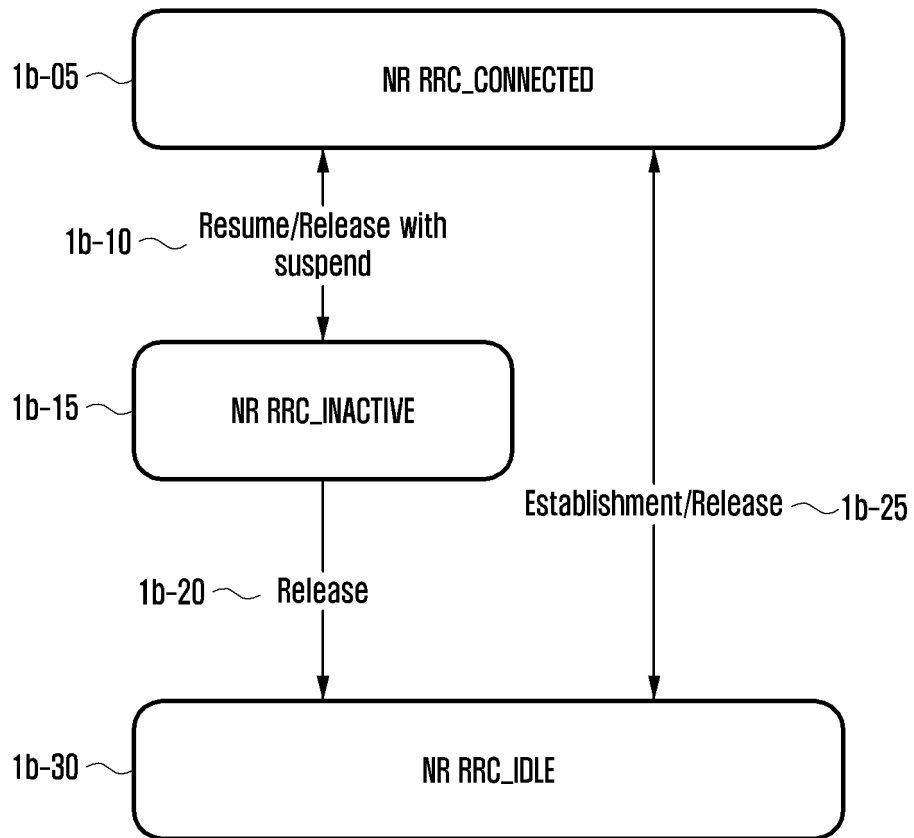 1b-05
NR RRC_CONNECTED
1b-10
Resume/Release with
suspend
1b-15
NR RRC_INACTIVE
Establishment/Release
1b-25
1b-20
Release
1b-30
NR RRC_IDLE